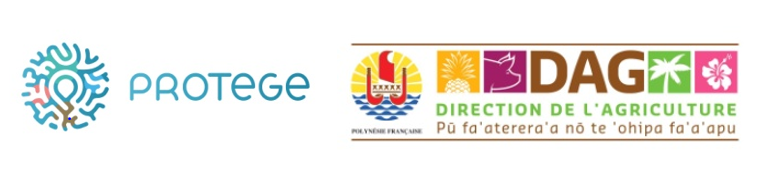 PROTEGE
DAG
DIRECTION DE L'AGRICULTURE
POLYNÉSIE FRANÇAISE
Pū fa'aterera'a nō te 'ohipa fa'a'apu